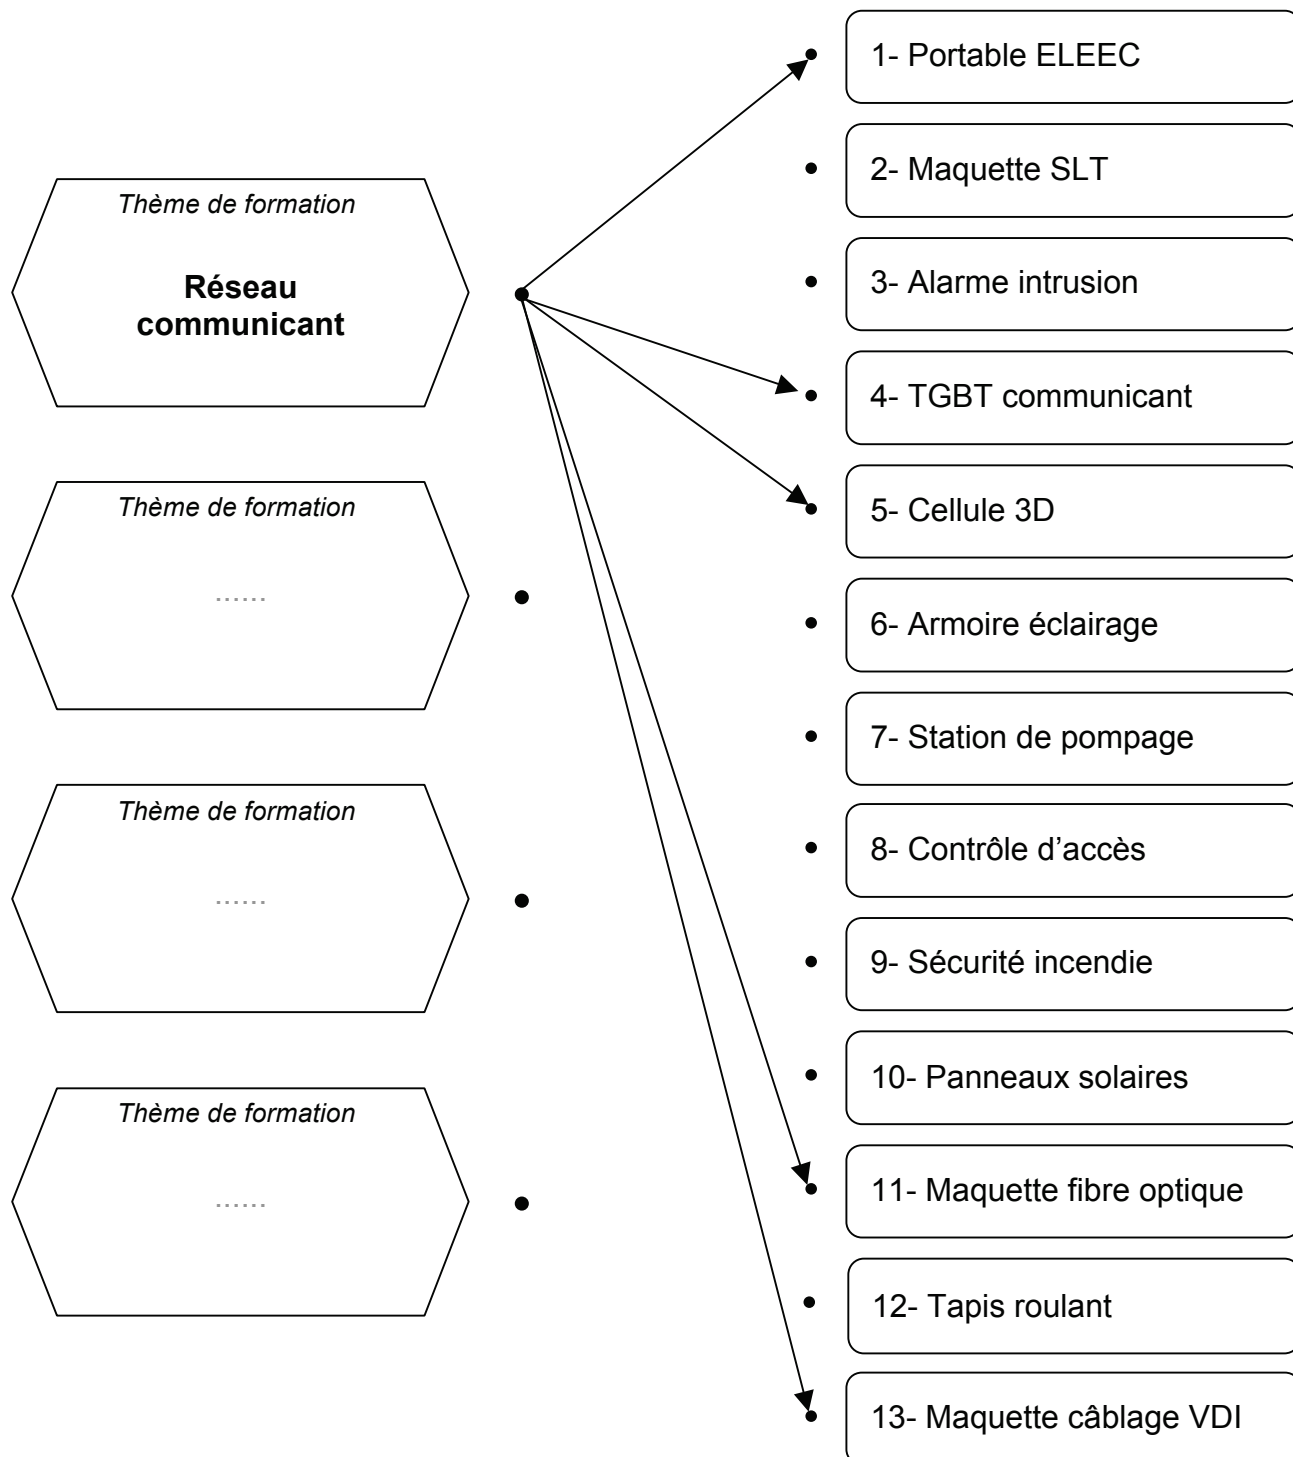 Thème de formation
Réseau
communicant
Thème de formation
......
Thème de formation
......
Thème de formation
......
1- Portable ELEEC
2- Maquette SLT
3- Alarme intrusion
4- TGBT communicant
5- Cellule 3D
6- Armoire éclairage
7- Station de pompage
8- Contrôle d’accès
9- Sécurité incendie
10- Panneaux solaires
11- Maquette fibre optique
12- Tapis roulant
13- Maquette câblage VDI